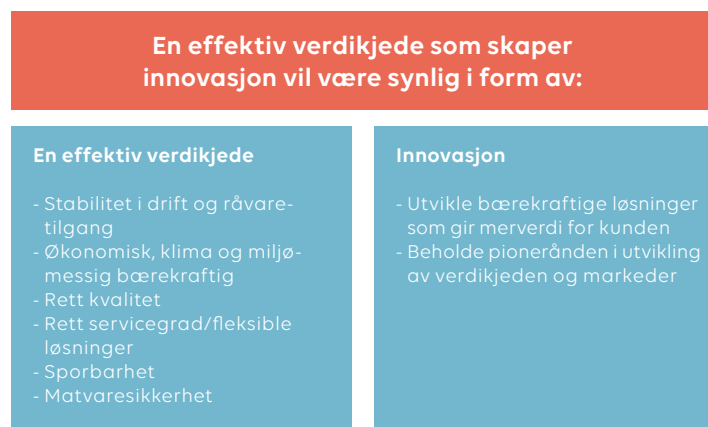 En effektiv verdikjede som skaper
innovasjon vil være synlig i form av:
En effektiv verdikjede
- Stabilitet i drift og råvare-
tilgang
- Økonomisk, klima og miljø-
messig bærekraftig
- Rett kvalitet
- Rett servicegrad/fleksible
løsninger
- Sporbarhet
- Matvaresikkerhet
Innovasjon
- Utvikle bærekraftige løsninger
som gir merverdi for kunden
- Beholde pionerånden i utvikling
av verdikjeden og markeder